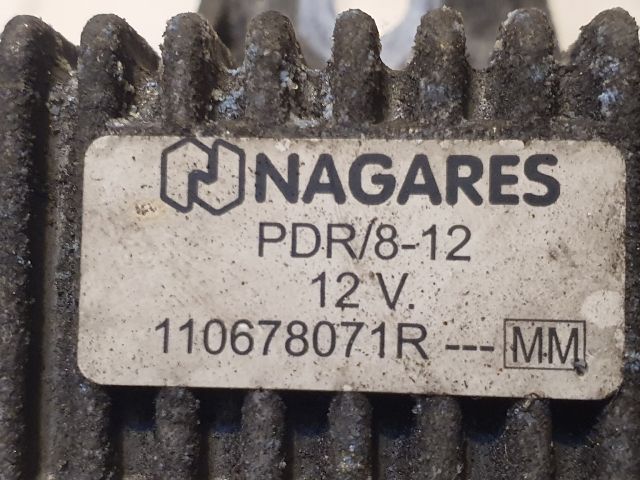 NAGARES
PDR/8-12
12 V.
110678071R --- MM